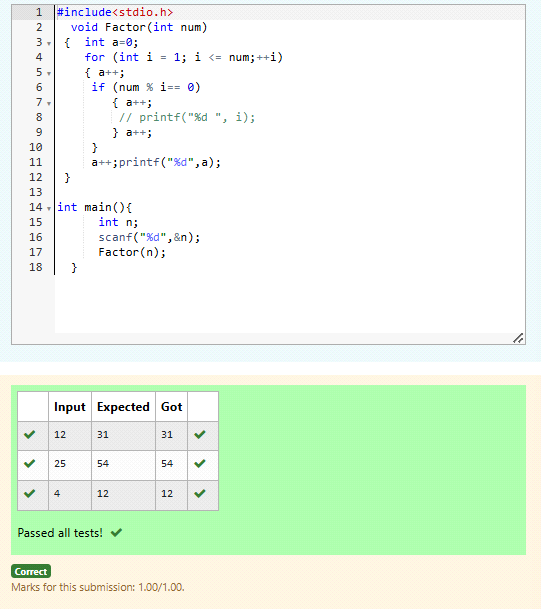 1 #include<stdio.h>
2 void Factor(int num)
3 { int a=0;
4 for (int i = 1; i <= num;++i)
5 { a++;
6 if (num % i== 0)
7 { a++;
8 // printf("%d ", i);
9 } a++;
10 }
11 a++;printf("%d",a);
12 }
13
14 int main(){
15 int n;
16 scanf("%d",&n);
17 Factor(n);
18 }
Input Expected Got
12 31 31
25 54 54
4 12 12
Passed all tests!
Correct
Marks for this submission: 1.00/1.00.